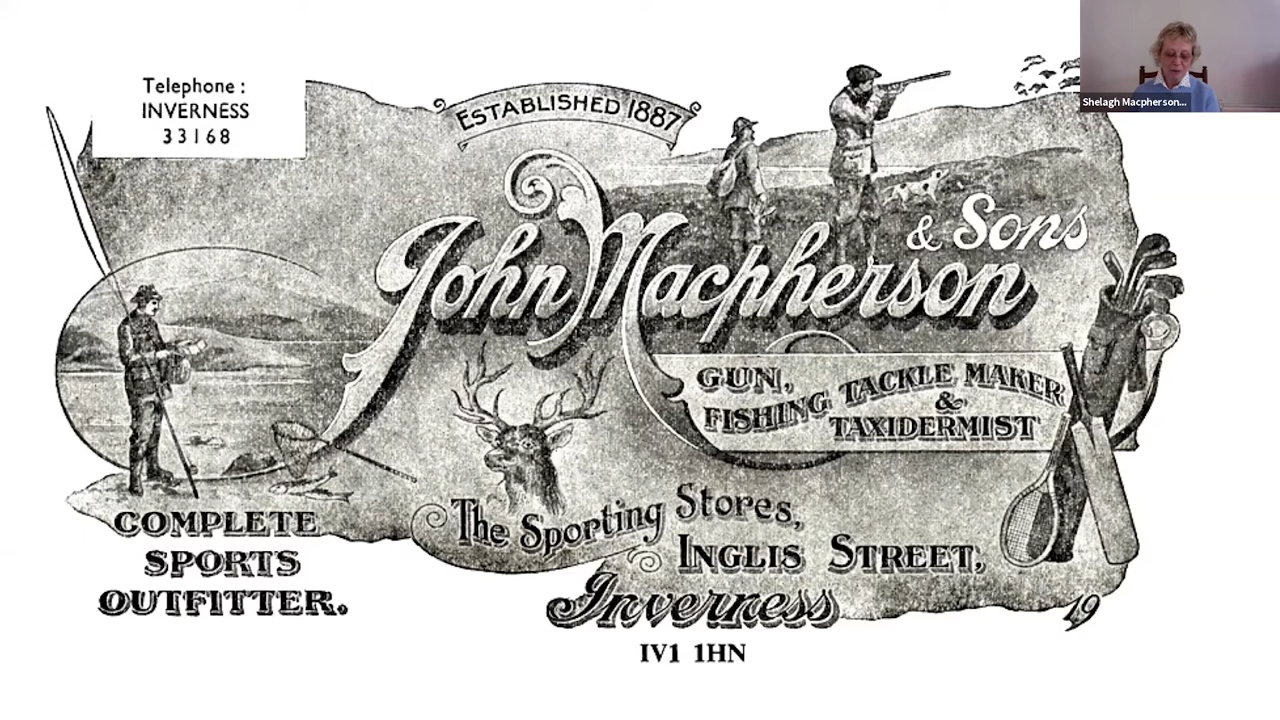 Telephone :
INVERNESS
33168
ESTABLISHED 1887
John Macpherson
& Sons
GUN,
FISHING TACKLE MAKER
&
TAXIDERMIST
The Sporting Stores,
INGLIS STREET,
Inverness
IV1 1HN
COMPLETE
SPORTS
OUTFITTER.
19
Shelagh Macpherson...